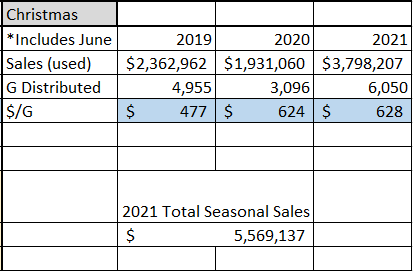 Christmas
*Includes June 2019 2020 2021
Sales (used) $2,362,962 $1,931,060 $3,798,207
G Distributed 4,955 3,096 6,050
$/G $ 477 $ 624 $ 628
2021 Total Seasonal Sales
$ 5,569,137